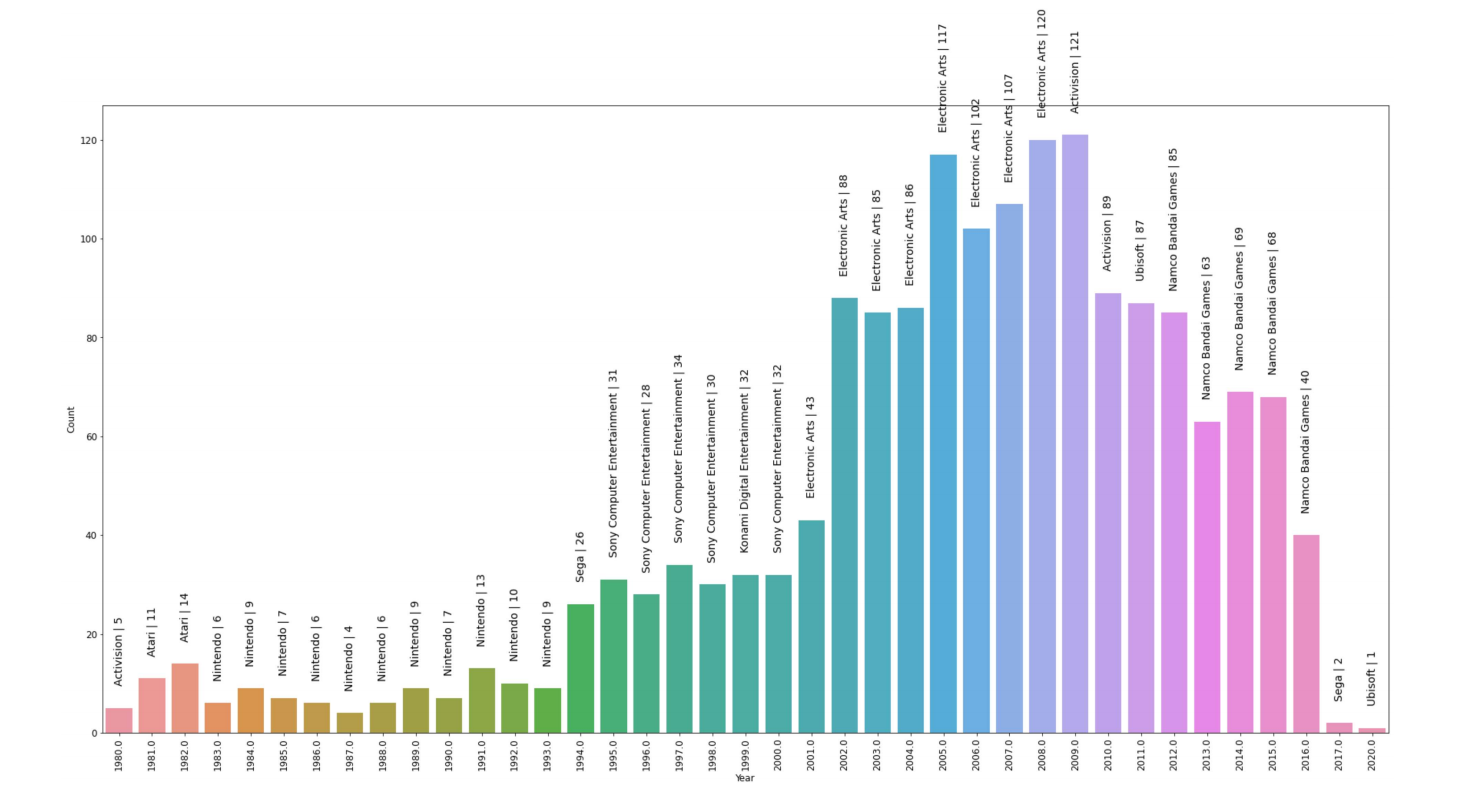 Activision | 5
Atari | 11
Atari | 14
Nintendo | 6
Nintendo | 9
Nintendo | 7
Nintendo | 6
Nintendo | 4
Nintendo | 6
Nintendo | 9
Nintendo | 7
Nintendo | 13
Nintendo | 10
Nintendo | 9
Sega | 26
Sony Computer Entertainment | 31
Sony Computer Entertainment | 28
Sony Computer Entertainment | 34
Sony Computer Entertainment | 30
Konami Digital Entertainment | 32
Sony Computer Entertainment | 32
Electronic Arts | 43
Electronic Arts | 88
Electronic Arts | 85
Electronic Arts | 86
Electronic Arts | 117
Electronic Arts | 102
Electronic Arts | 107
Electronic Arts | 120
Activision | 121
Activision | 89
Ubisoft | 87
Namco Bandai Games | 85
Namco Bandai Games | 63
Namco Bandai Games | 69
Namco Bandai Games | 68
Namco Bandai Games | 40
Sega | 2
Ubisoft | 1
120
100
80
60
40
20
0
Count
1980.0
1981.0
1982.0
1983.0
1984.0
1985.0
1986.0
1987.0
1988.0
1989.0
1990.0
1991.0
1992.0
1993.0
1994.0
1995.0
1996.0
1997.0
1998.0
1999.0
2000.0
2001.0
2002.0
2003.0
2004.0
2005.0
2006.0
2007.0
2008.0
2009.0
2010.0
2011.0
2012.0
2013.0
2014.0
2015.0
2016.0
2017.0
2020.0
Year